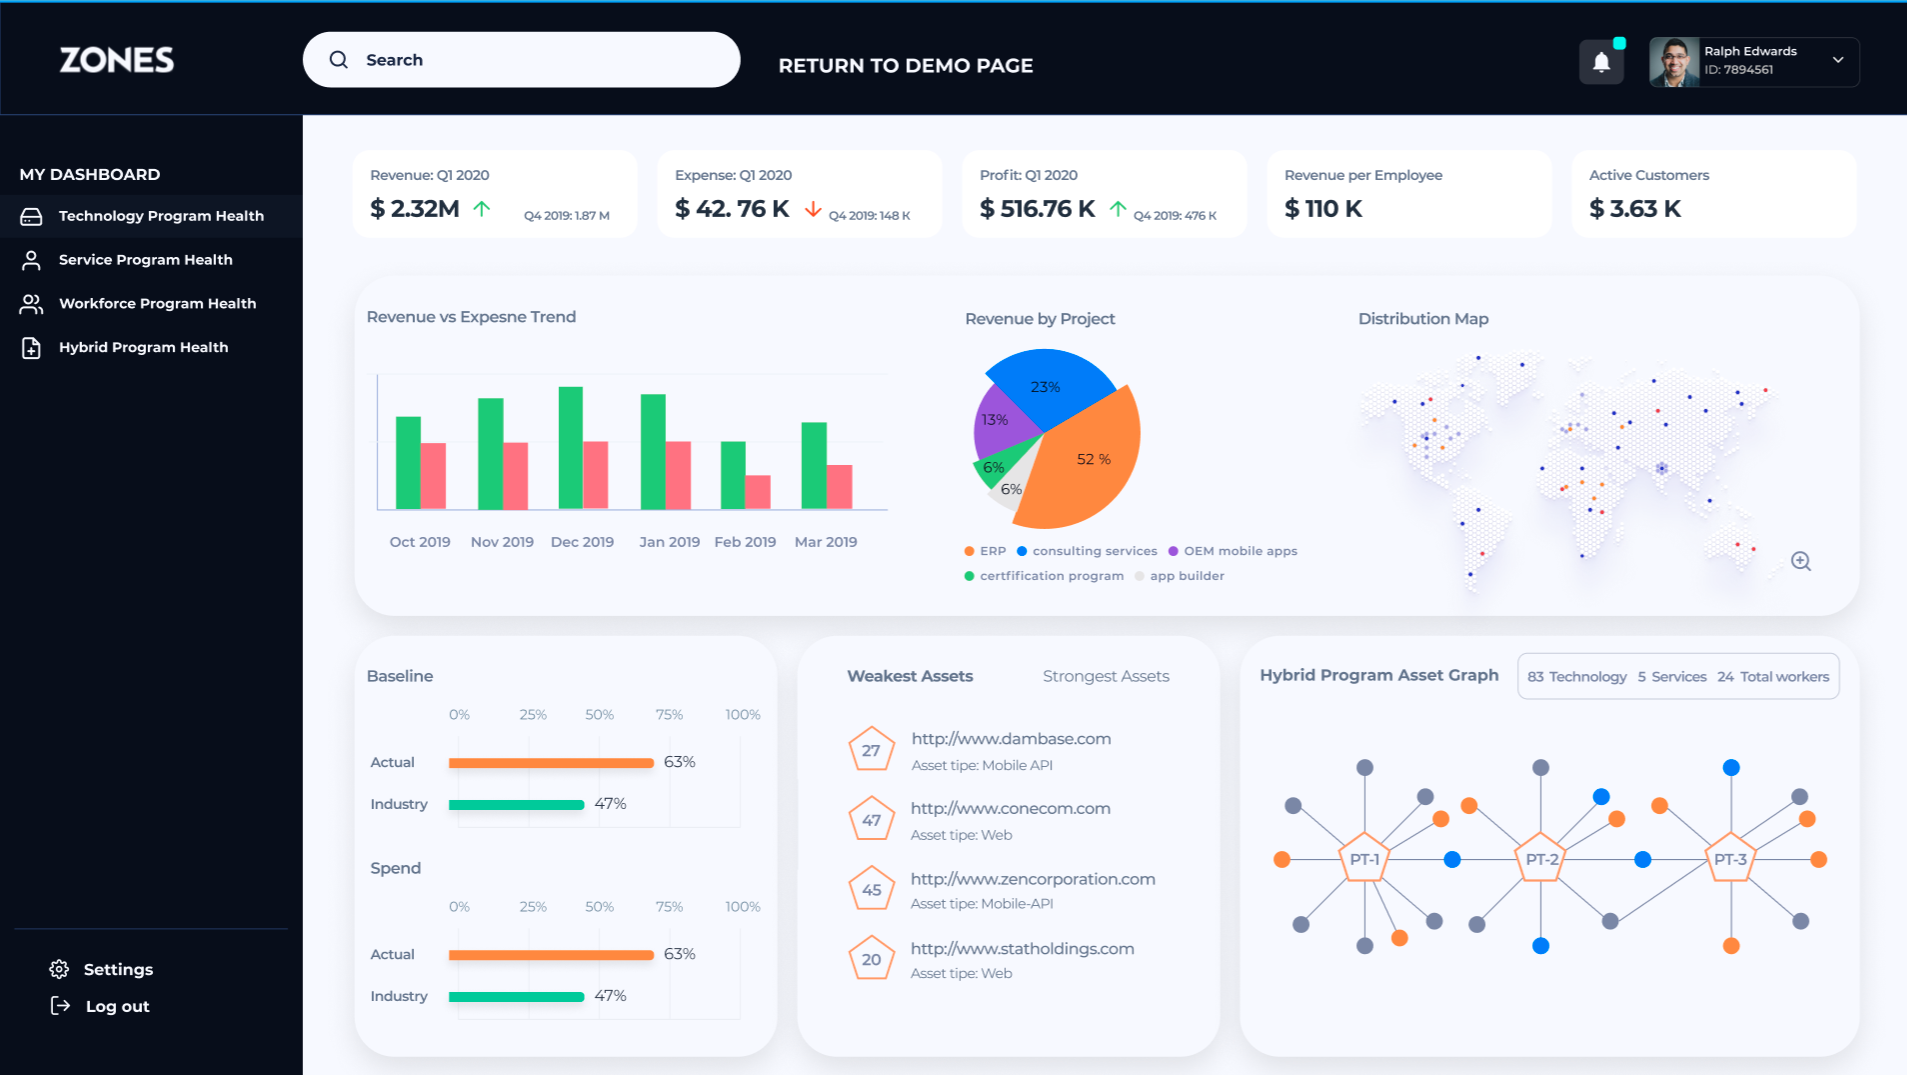 ZONES
Search
RETURN TO DEMO PAGE
Ralph Edwards
ID: 7894561
MY DASHBOARD
Technology Program Health
Service Program Health
Workforce Program Health
Hybrid Program Health
Settings
Log out
Revenue: Q1 2020
$ 2.32M Q4 2019: 1.87 M
Expense: Q1 2020
$ 42. 76 K Q4 2019: 148 K
Profit: Q1 2020
$ 516.76 K Q4 2019: 476 K
Revenue per Employee
$ 110 K
Active Customers
$ 3.63 K
Revenue vs Expesne Trend
Oct 2019 Nov 2019 Dec 2019 Jan 2019 Feb 2019 Mar 2019
Revenue by Project
23%
13%
52 %
6%
6%
ERP consulting services OEM mobile apps
certfification program app builder
Distribution Map
Baseline
0% 25% 50% 75% 100%
Actual 63%
Industry 47%
Spend
0% 25% 50% 75% 100%
Actual 63%
Industry 47%
Weakest Assets Strongest Assets
27 http://www.dambase.com
Asset tipe: Mobile API
47 http://www.conecom.com
Asset tipe: Web
45 http://www.zencorporation.com
Asset tipe: Mobile-API
20 http://www.statholdings.com
Asset tipe: Web
Hybrid Program Asset Graph 83 Technology 5 Services 24 Total workers
PT-1 PT-2 PT-3